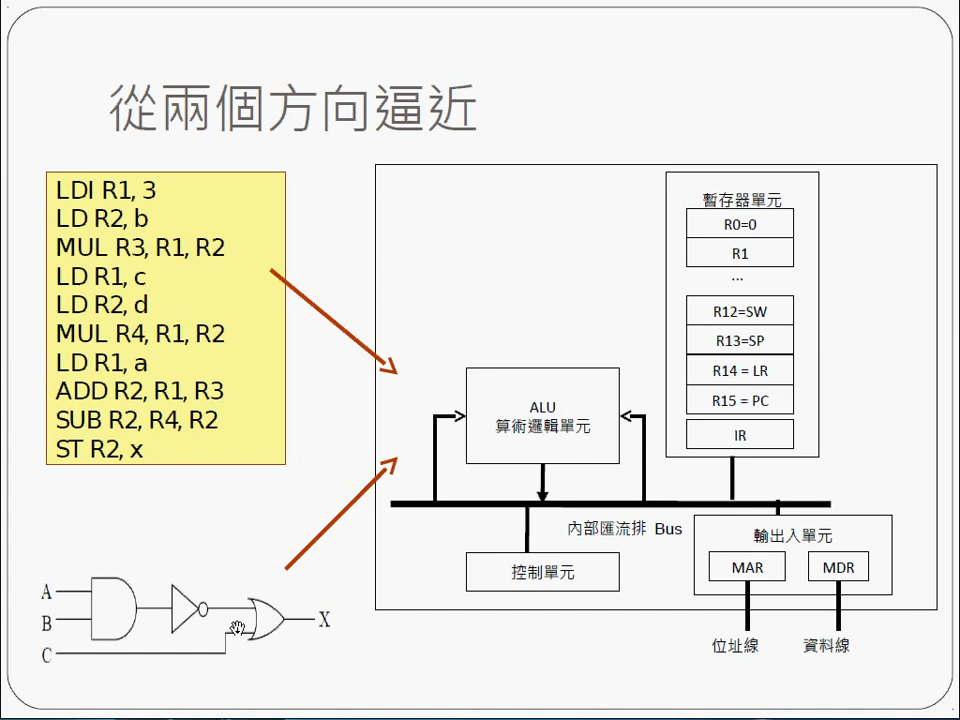 從兩個方向逼近
LDI R1, 3
LD R2, b
MUL R3, R1, R2
LD R1, c
LD R2, d
MUL R4, R1, R2
LD R1, a
ADD R2, R1, R3
SUB R2, R4, R2
ST R2, x
暫存器單元
R0=0
R1
...
R12=SW
R13=SP
R14 = LR
R15 = PC
IR
ALU
算術邏輯單元
內部匯流排 Bus
控制單元
輸出入單元
MAR
MDR
位址線
資料線
A
B
C
X